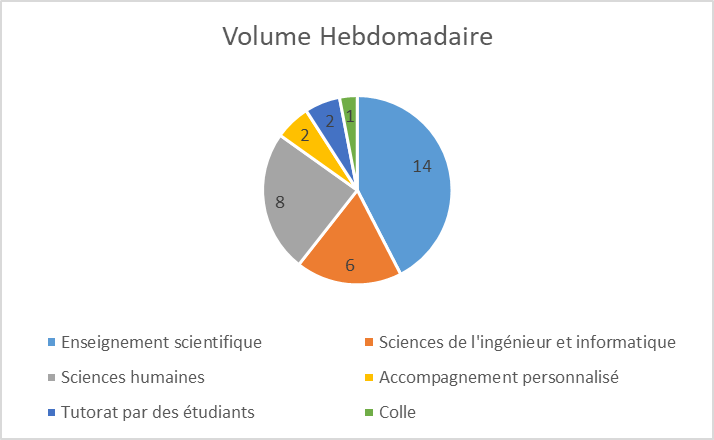 Volume Hebdomadaire
1
2
2
14
8
6
Enseignement scientifique
Sciences de l'ingénieur et informatique
Sciences humaines
Accompagnement personnalisé
Tutorat par des étudiants
Colle